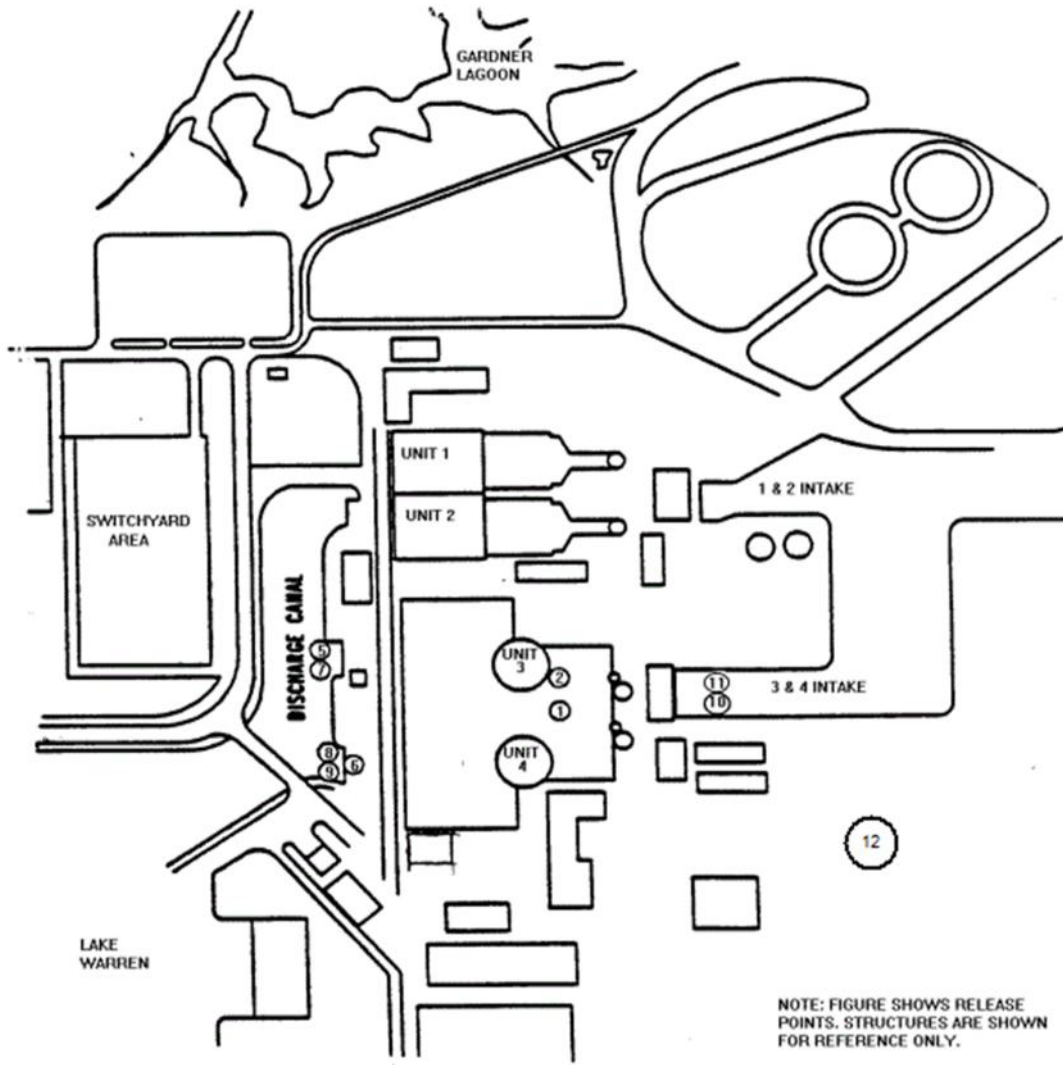 GARDNER
LAGOON
UNIT 1
1 & 2 INTAKE
UNIT 2
SWITCHYARD
AREA
DISCHARGE CANAL
5
7
UNIT
3
2
1
11
10
3 & 4 INTAKE
8
9
6
UNIT
4
12
LAKE
WARREN
NOTE: FIGURE SHOWS RELEASE
POINTS. STRUCTURES ARE SHOWN
FOR REFERENCE ONLY.